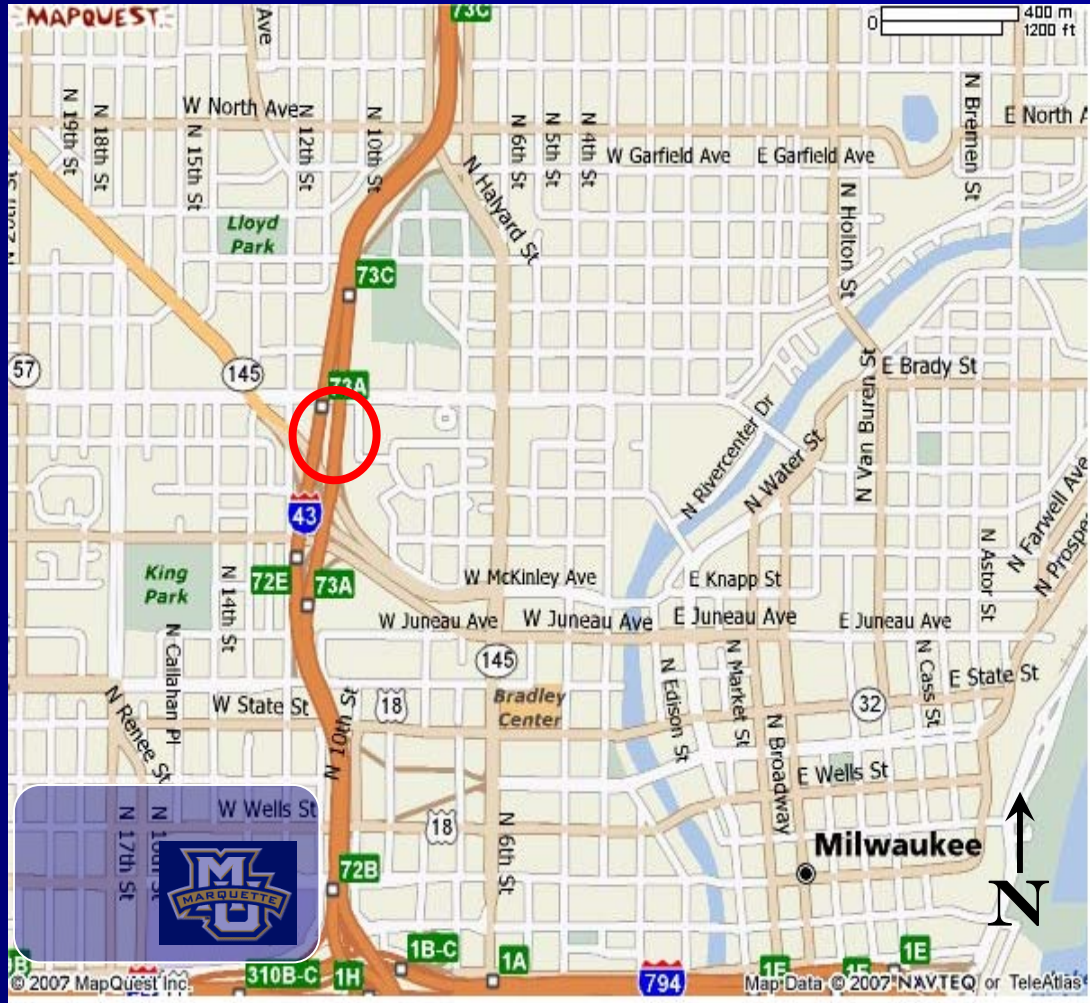 MAPQUEST
73C
0
400 m
1200 ft
Ave
N 19th St
N 18th St
W North Ave
N 15th St
N 12th St
N 10th St
N 6th St
N 5th St
N 4th St
W Garfield Ave
E Garfield Ave
N Bremen St
E North A
N Halyard St
N Holton St
Lloyd
Park
73C
57
145
73A
E Brady St
N Van Buren St
N Rivercenter Dr
N Water St
N Farwell Ave
N Prospe
43
King
Park
72E
73A
N 14th St
W McKinley Ave
E Knapp St
N Astor St
W Juneau Ave
W Juneau Ave
E Juneau Ave
E Juneau Ave
N Callahan Pl
145
N Edison St
N Market St
N Cass St
E State St
N Renee St
W State St
N 10th St
18
Bradley
Center
32
N Broadway
E Wells St
N 17th St
N 16th St
W Wells St
18
N 6th St
Milwaukee
MU
MARQUETTE
72B
N
310B-C
1H
1B-C
1A
794
1E
© 2007 MapQuest Inc.
Map Data © 2007 NAVTEQ or TeleAtlas